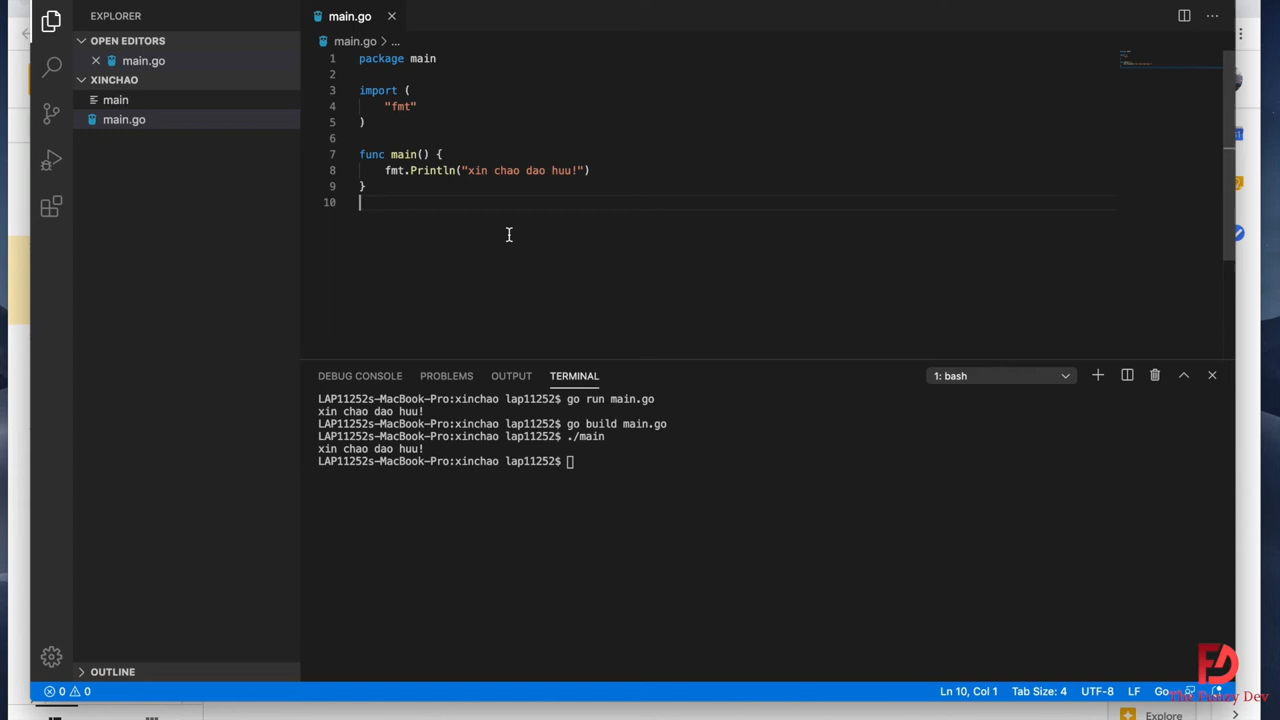 EXPLORER
OPEN EDITORS
main.go
XINCHAO
main
main.go
main.go
main.go > ...
1 package main
2
3 import (
4 "fmt"
5 )
6
7 func main() {
8 fmt.Println("xin chao dao huu!")
9 }
10
DEBUG CONSOLE PROBLEMS OUTPUT TERMINAL
1: bash
LAP11252s-MacBook-Pro:xinchao lap11252$ go run main.go
xin chao dao huu!
LAP11252s-MacBook-Pro:xinchao lap11252$ go build main.go
LAP11252s-MacBook-Pro:xinchao lap11252$ ./main
xin chao dao huu!
LAP11252s-MacBook-Pro:xinchao lap11252$
OUTLINE
0 0
Ln 10, Col 1 Tab Size: 4 UTF-8 LF Go
The Funzy Dev
Explore